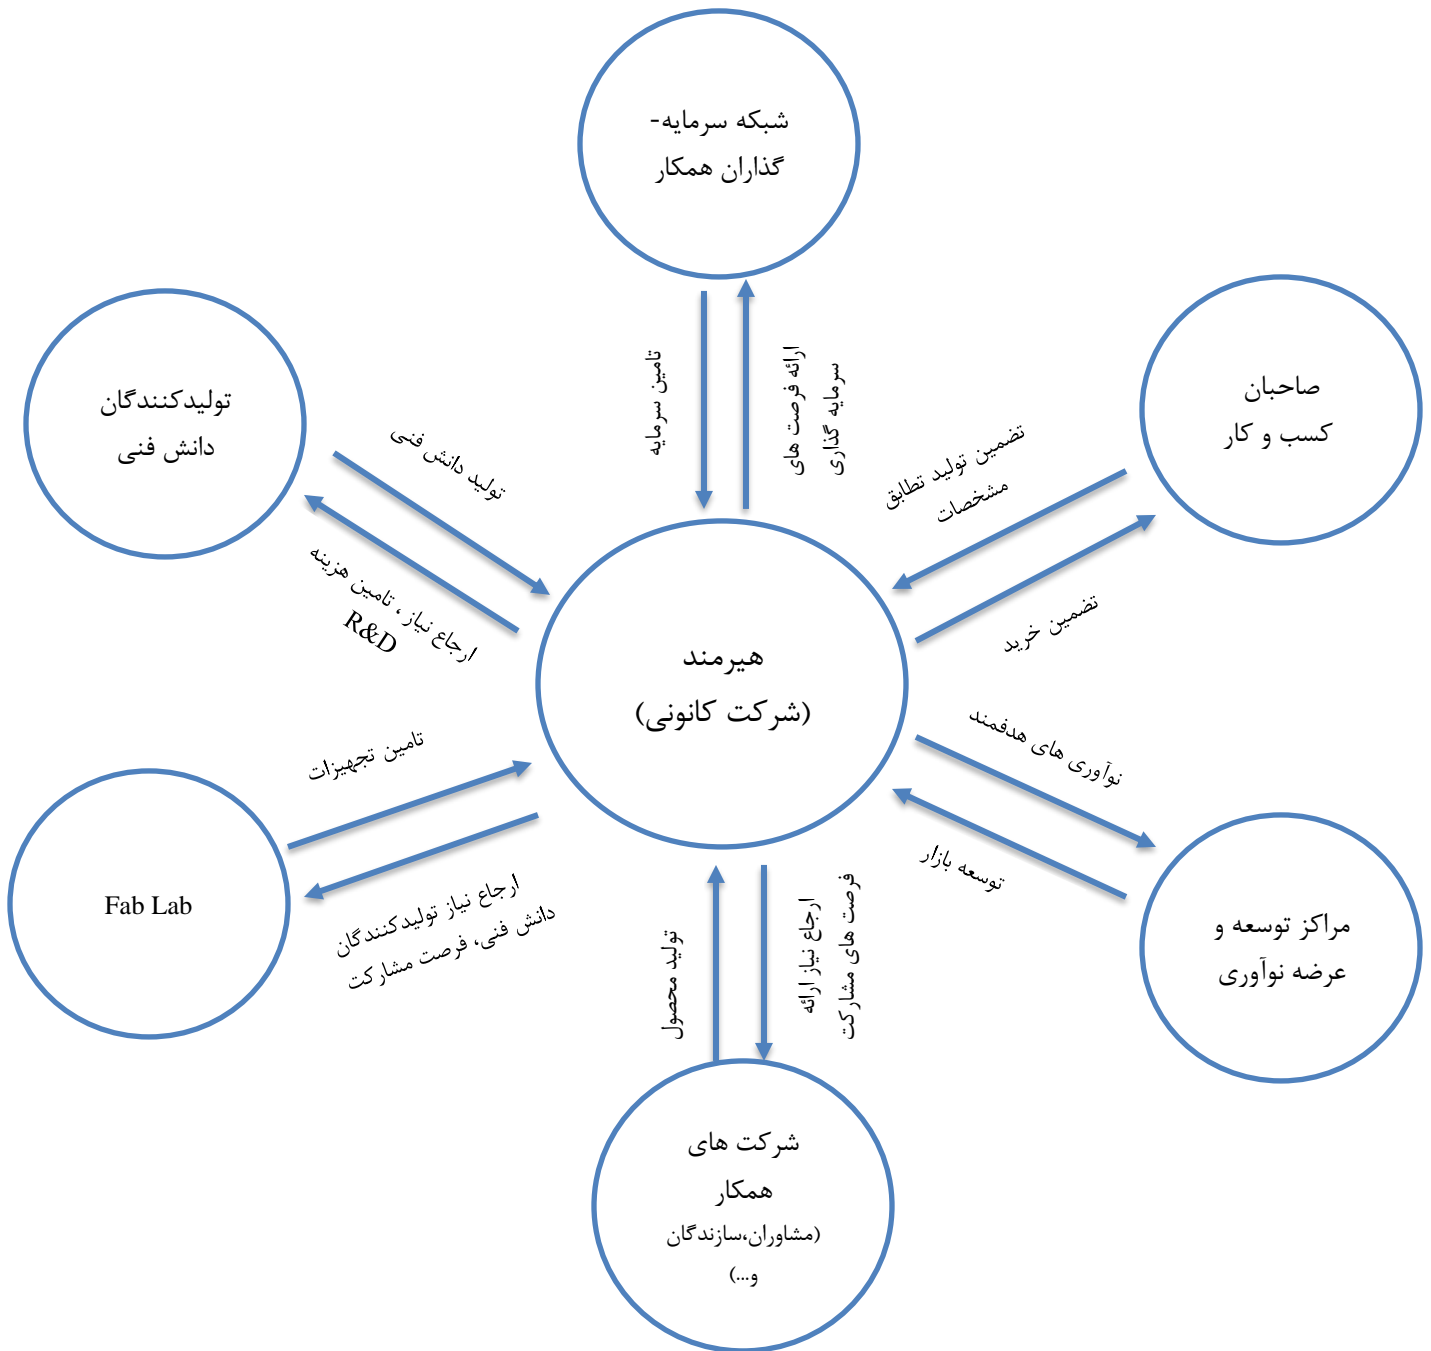 شبکه سرمایه-
گذاران همکار
صاحبان
کسب و کار
تولیدکنندگان
دانش فنی
تامین سرمایه
ارائه فرصت های
سرمایه گذاری
تولید دانش فنی
تضمین تولید تطابق
مشخصات
ارجاع نیاز ، تامین هزینه
R&D
تضمین خرید
هیرمند
(شرکت کانونی)
تامین تجهیزات
نوآوری های هدفمند
Fab Lab
ارجاع نیاز تولیدکنندگان
دانش فنی، فرصت مشارکت
توسعه بازار
مراکز توسعه و
عرضه نوآوری
تولید محصول
ارجاع نیاز ارائه
فرصت های مشارکت
شرکت های
همکار
(مشاوران،سازندگان
و...)